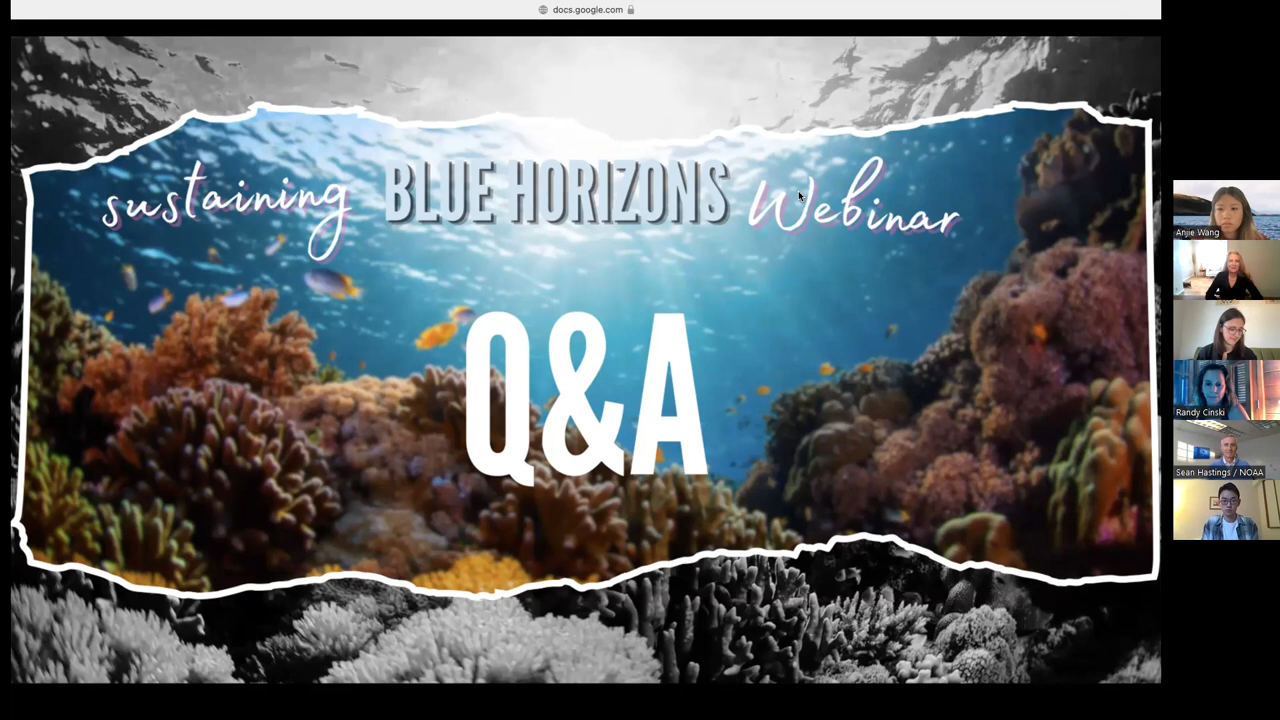 docs.google.com
sustaining BLUE HORIZONS Webinar
Q&A
Anjie Wang
Randy Cinski
Sean Hastings / NOAA